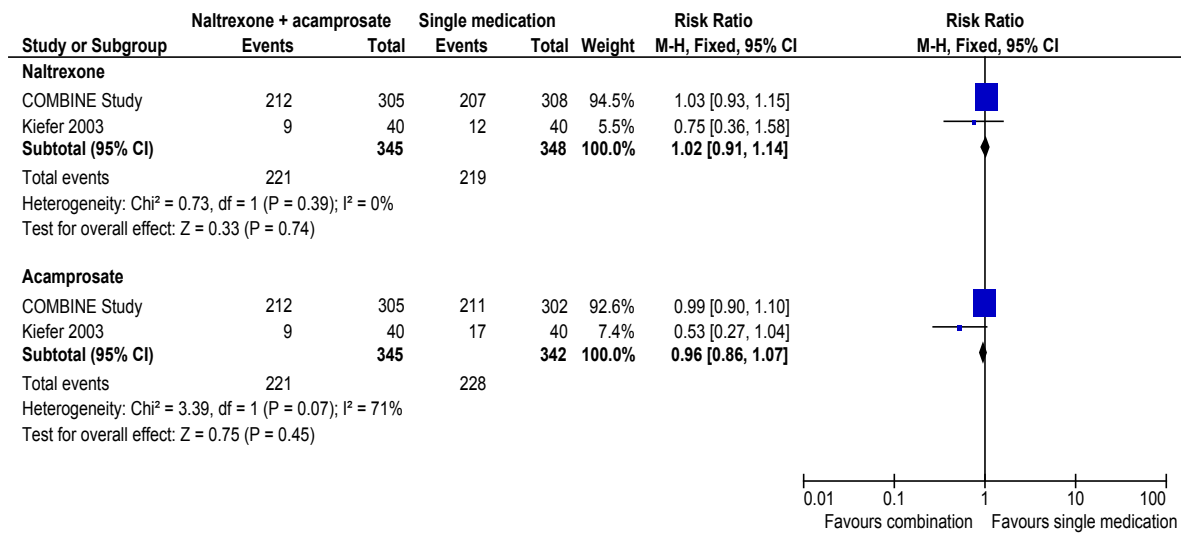 Naltrexone + acamprosate Single medication Risk Ratio Risk Ratio
Study or Subgroup Events Total Events Total Weight M-H, Fixed, 95% CI M-H, Fixed, 95% CI
Naltrexone
COMBINE Study 212 305 207 308 94.5% 1.03 [0.93, 1.15]
Kiefer 2003 9 40 12 40 5.5% 0.75 [0.36, 1.58]
Subtotal (95% CI) 345 348 100.0% 1.02 [0.91, 1.14]
Total events 221 219
Heterogeneity: Chi² = 0.73, df = 1 (P = 0.39); I² = 0%
Test for overall effect: Z = 0.33 (P = 0.74)
Acamprosate
COMBINE Study 212 305 211 302 92.6% 0.99 [0.90, 1.10]
Kiefer 2003 9 40 17 40 7.4% 0.53 [0.27, 1.04]
Subtotal (95% CI) 345 342 100.0% 0.96 [0.86, 1.07]
Total events 221 228
Heterogeneity: Chi² = 3.39, df = 1 (P = 0.07); I² = 71%
Test for overall effect: Z = 0.75 (P = 0.45)
0.01 0.1 1 10 100
Favours combination Favours single medication